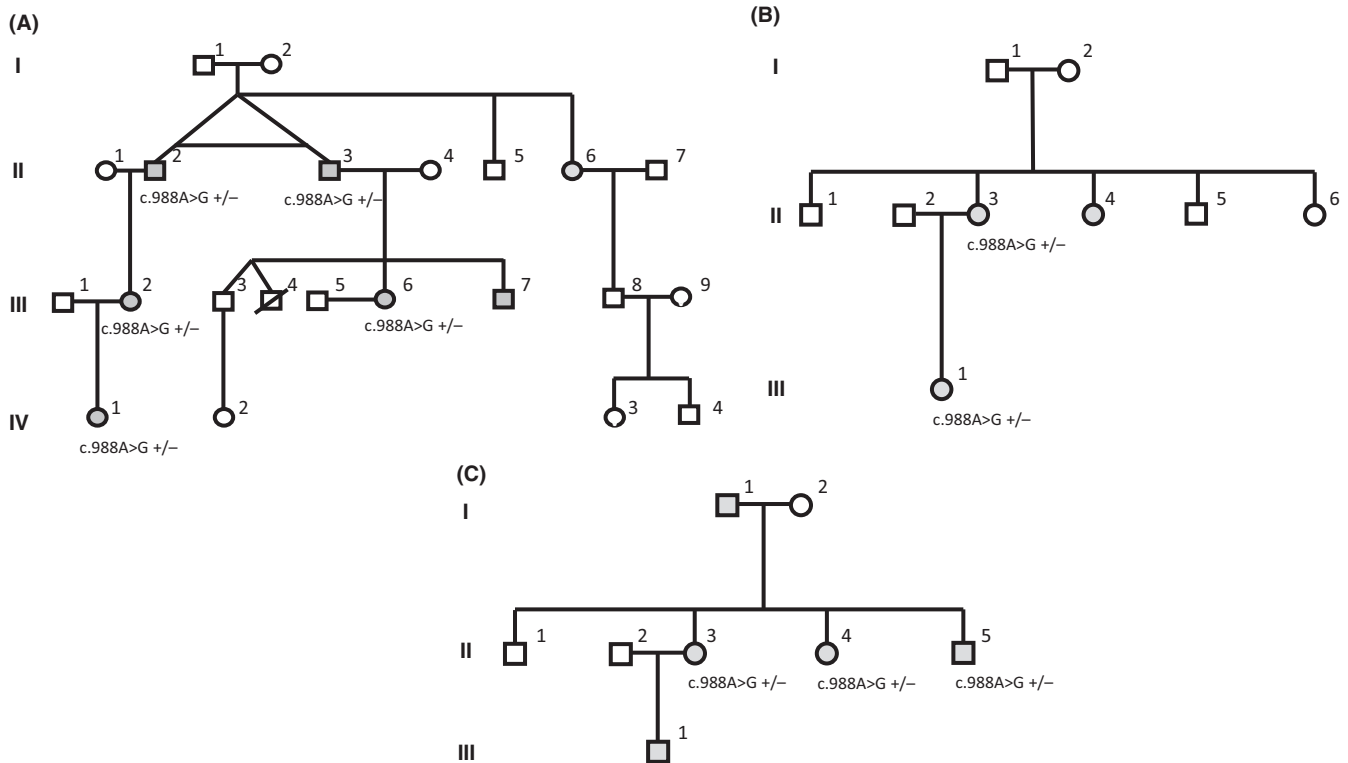 (A)
I
1 2
II
1 2 3 4 5 6 7
c.988A>G +/– c.988A>G +/–
III
1 2 3 4 5 6 7 8 9
c.988A>G +/– c.988A>G +/–
IV
1 2 3 4
c.988A>G +/–
(B)
I
1 2
II
1 2 3 4 5 6
c.988A>G +/–
III
1
c.988A>G +/–
(C)
I
1 2
II
1 2 3 4 5
c.988A>G +/– c.988A>G +/– c.988A>G +/–
III
1